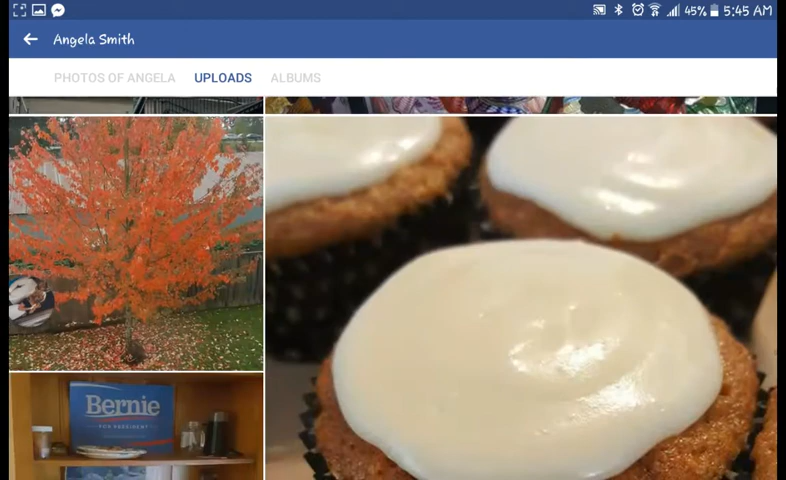 45% 5:45 AM
Angela Smith
PHOTOS OF ANGELA UPLOADS ALBUMS
Bernie
FOR PRESIDENT